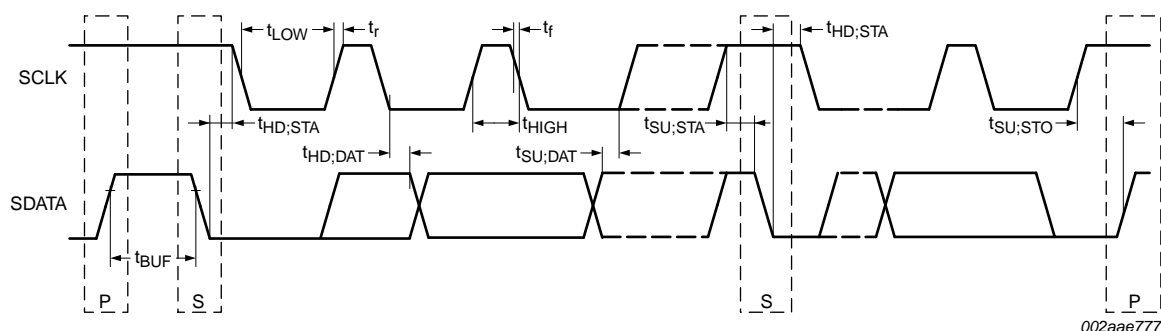 tLOW
tr
tf
tHD;STA
SCLK
tHD;STA
tHIGH
tSU;STA
tSU;STO
tHD;DAT
tSU;DAT
SDATA
tBUF
P
S
S
P
002aae777